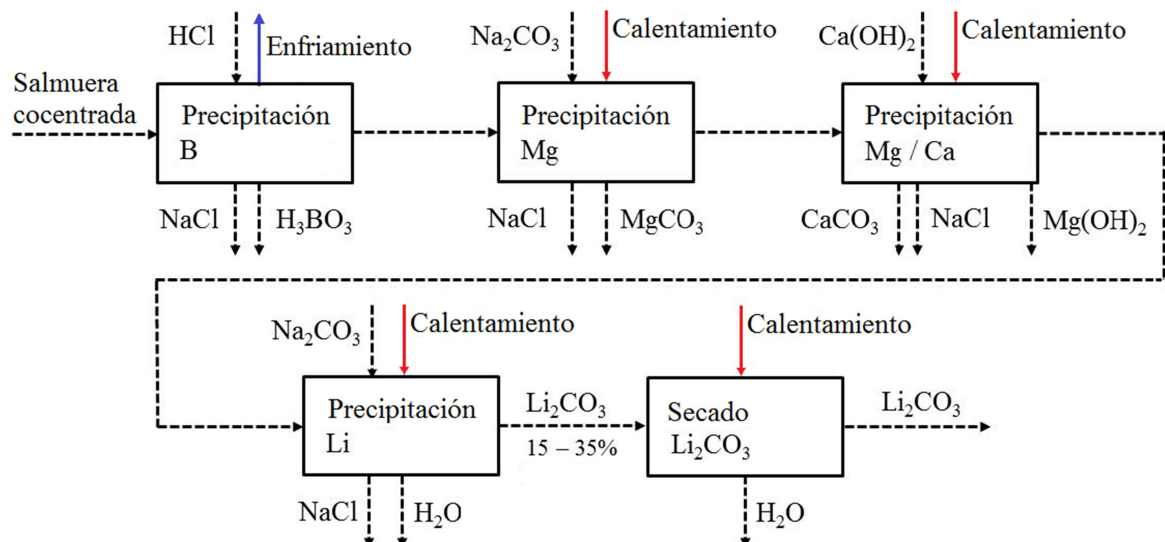 HCl
Enfriamiento
Na₂CO₃
Calentamiento
Ca(OH)₂
Calentamiento
Salmuera
cocentrada
Precipitación
B
Precipitación
Mg
Precipitación
Mg / Ca
NaCl
H₃BO₃
NaCl
MgCO₃
CaCO₃
NaCl
Mg(OH)₂
Na₂CO₃
Calentamiento
Calentamiento
Precipitación
Li
Li₂CO₃
15 – 35%
Secado
Li₂CO₃
Li₂CO₃
NaCl
H₂O
H₂O